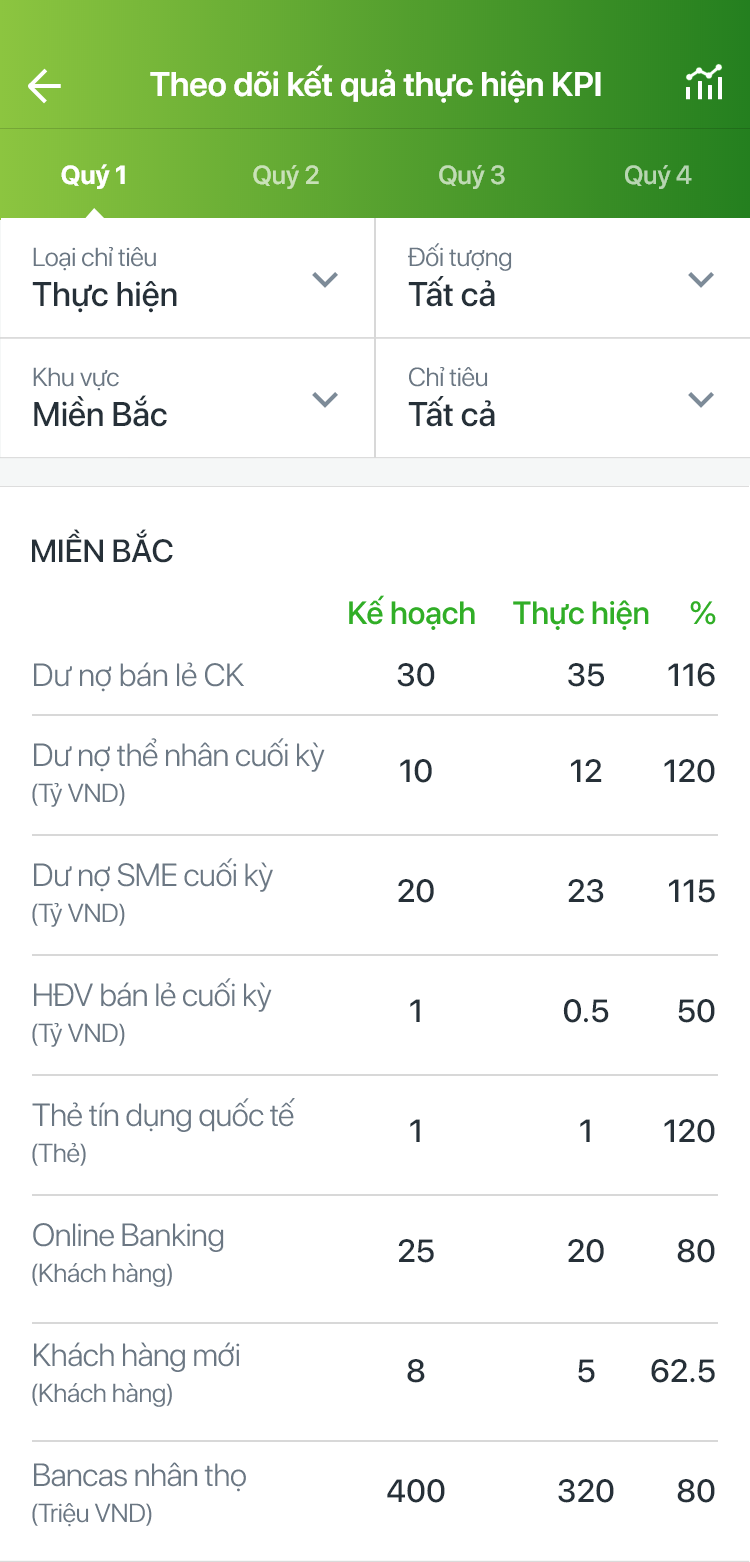 Theo dõi kết quả thực hiện KPI
Quý 1 Quý 2 Quý 3 Quý 4
Loại chỉ tiêu Đối tượng
Thực hiện Tất cả
Khu vực Chỉ tiêu
Miền Bắc Tất cả
MIỀN BẮC
Kế hoạch Thực hiện %
Dư nợ bán lẻ CK 30 35 116
Dư nợ thể nhân cuối kỳ
(Tỷ VND) 10 12 120
Dư nợ SME cuối kỳ
(Tỷ VND) 20 23 115
HĐV bán lẻ cuối kỳ
(Tỷ VND) 1 0.5 50
Thẻ tín dụng quốc tế
(Thẻ) 1 1 120
Online Banking
(Khách hàng) 25 20 80
Khách hàng mới
(Khách hàng) 8 5 62.5
Bancas nhân thọ
(Triệu VND) 400 320 80